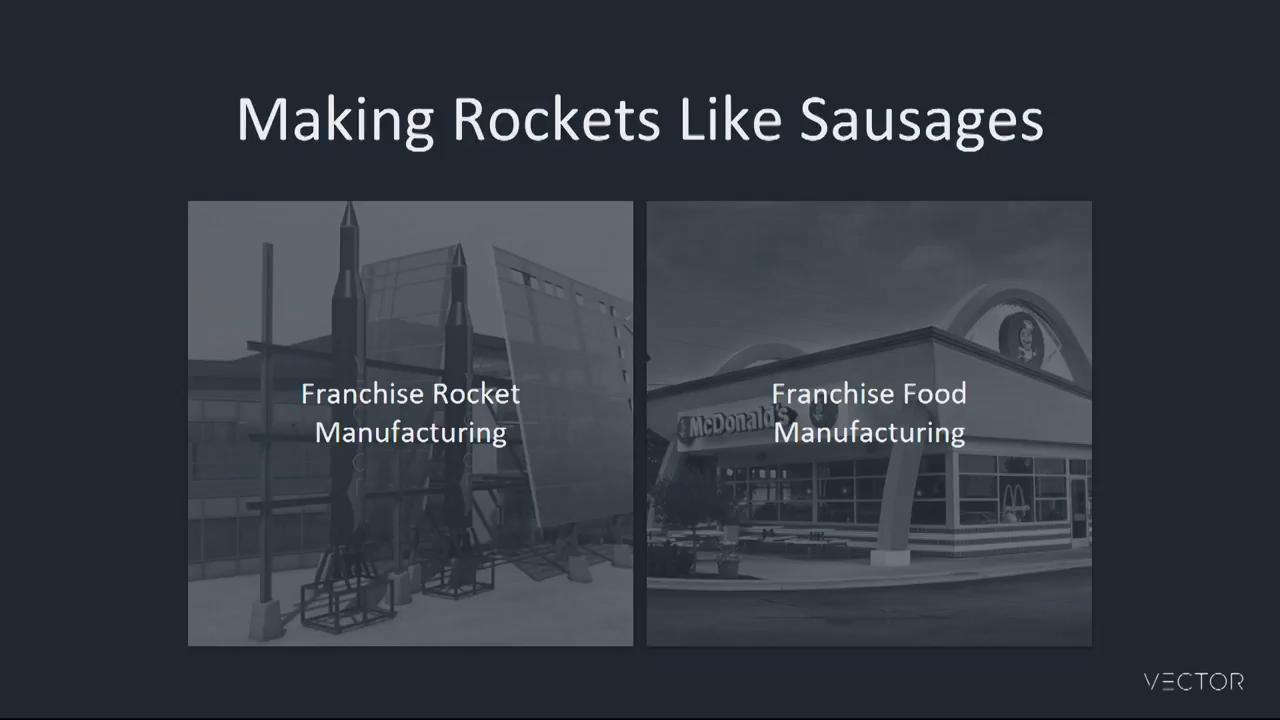 Making Rockets Like Sausages
Franchise Rocket
Manufacturing
Franchise Food
Manufacturing
McDonald's
VECTOR